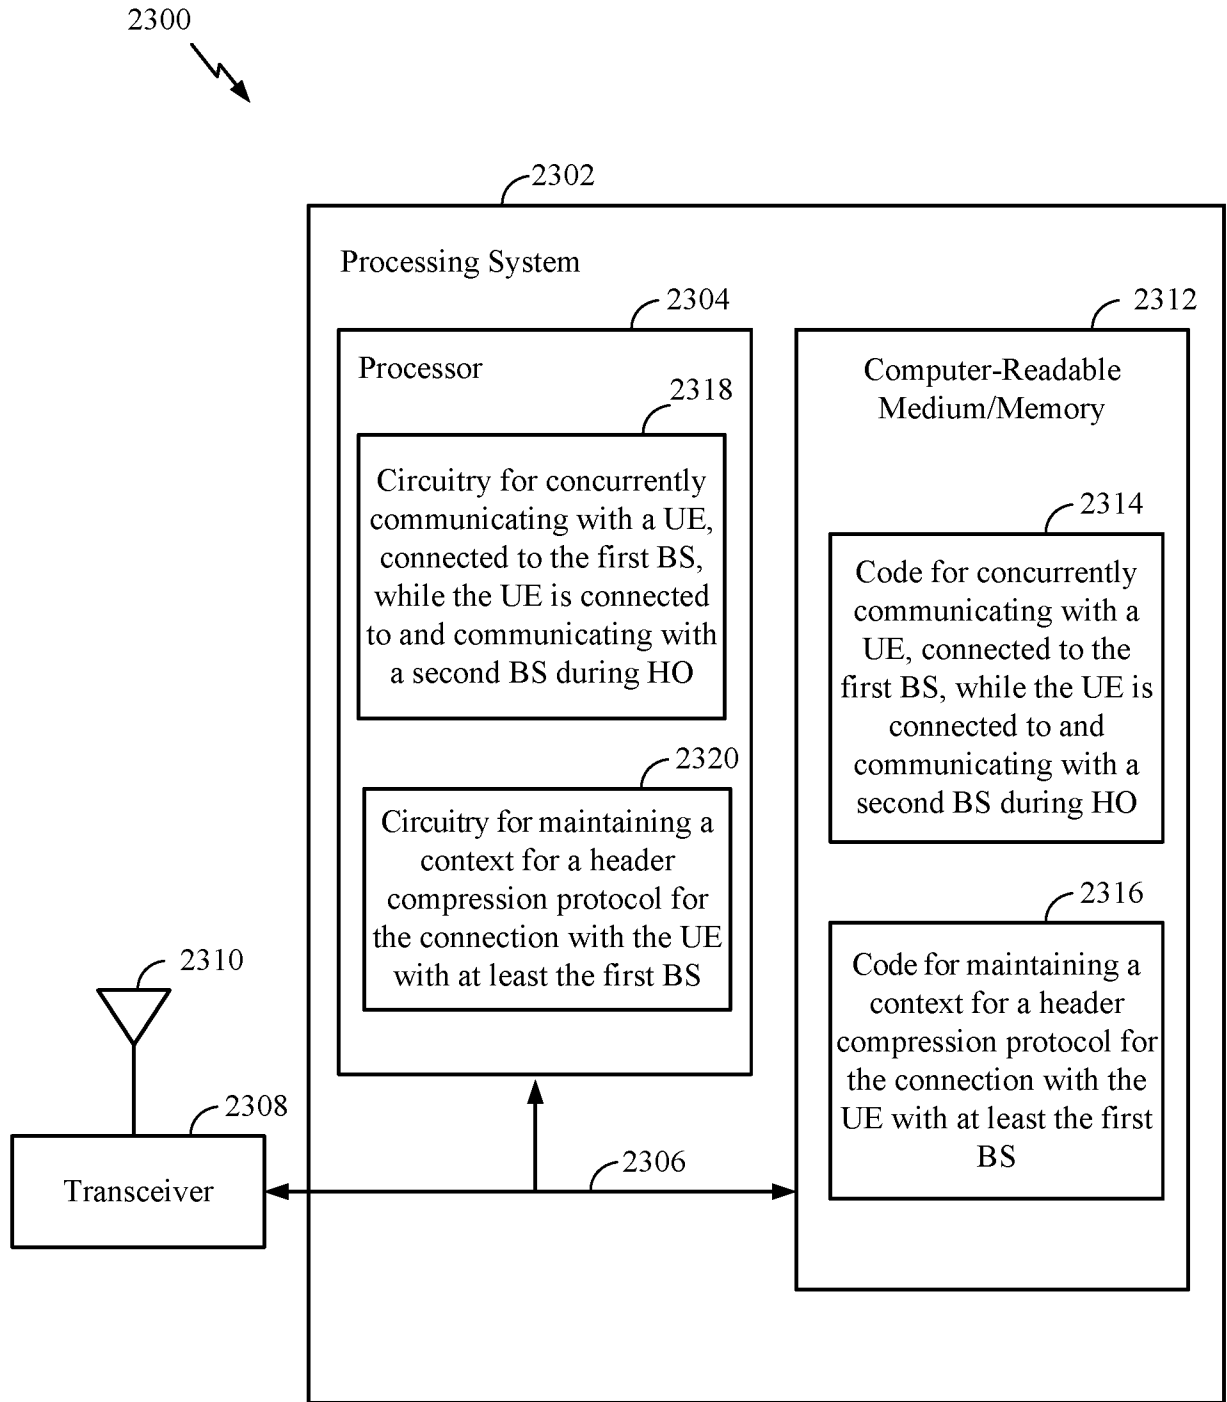 2300
2302
Processing System
2304
Processor
2318
Circuitry for concurrently
communicating with a UE,
connected to the first BS,
while the UE is connected
to and communicating with
a second BS during HO
2320
Circuitry for maintaining a
context for a header
compression protocol for
the connection with the UE
with at least the first BS
2312
Computer-Readable
Medium/Memory
2314
Code for concurrently
communicating with a
UE, connected to the
first BS, while the UE is
connected to and
communicating with a
second BS during HO
2316
Code for maintaining a
context for a header
compression protocol for
the connection with the
UE with at least the first
BS
2310
2308
Transceiver
2306